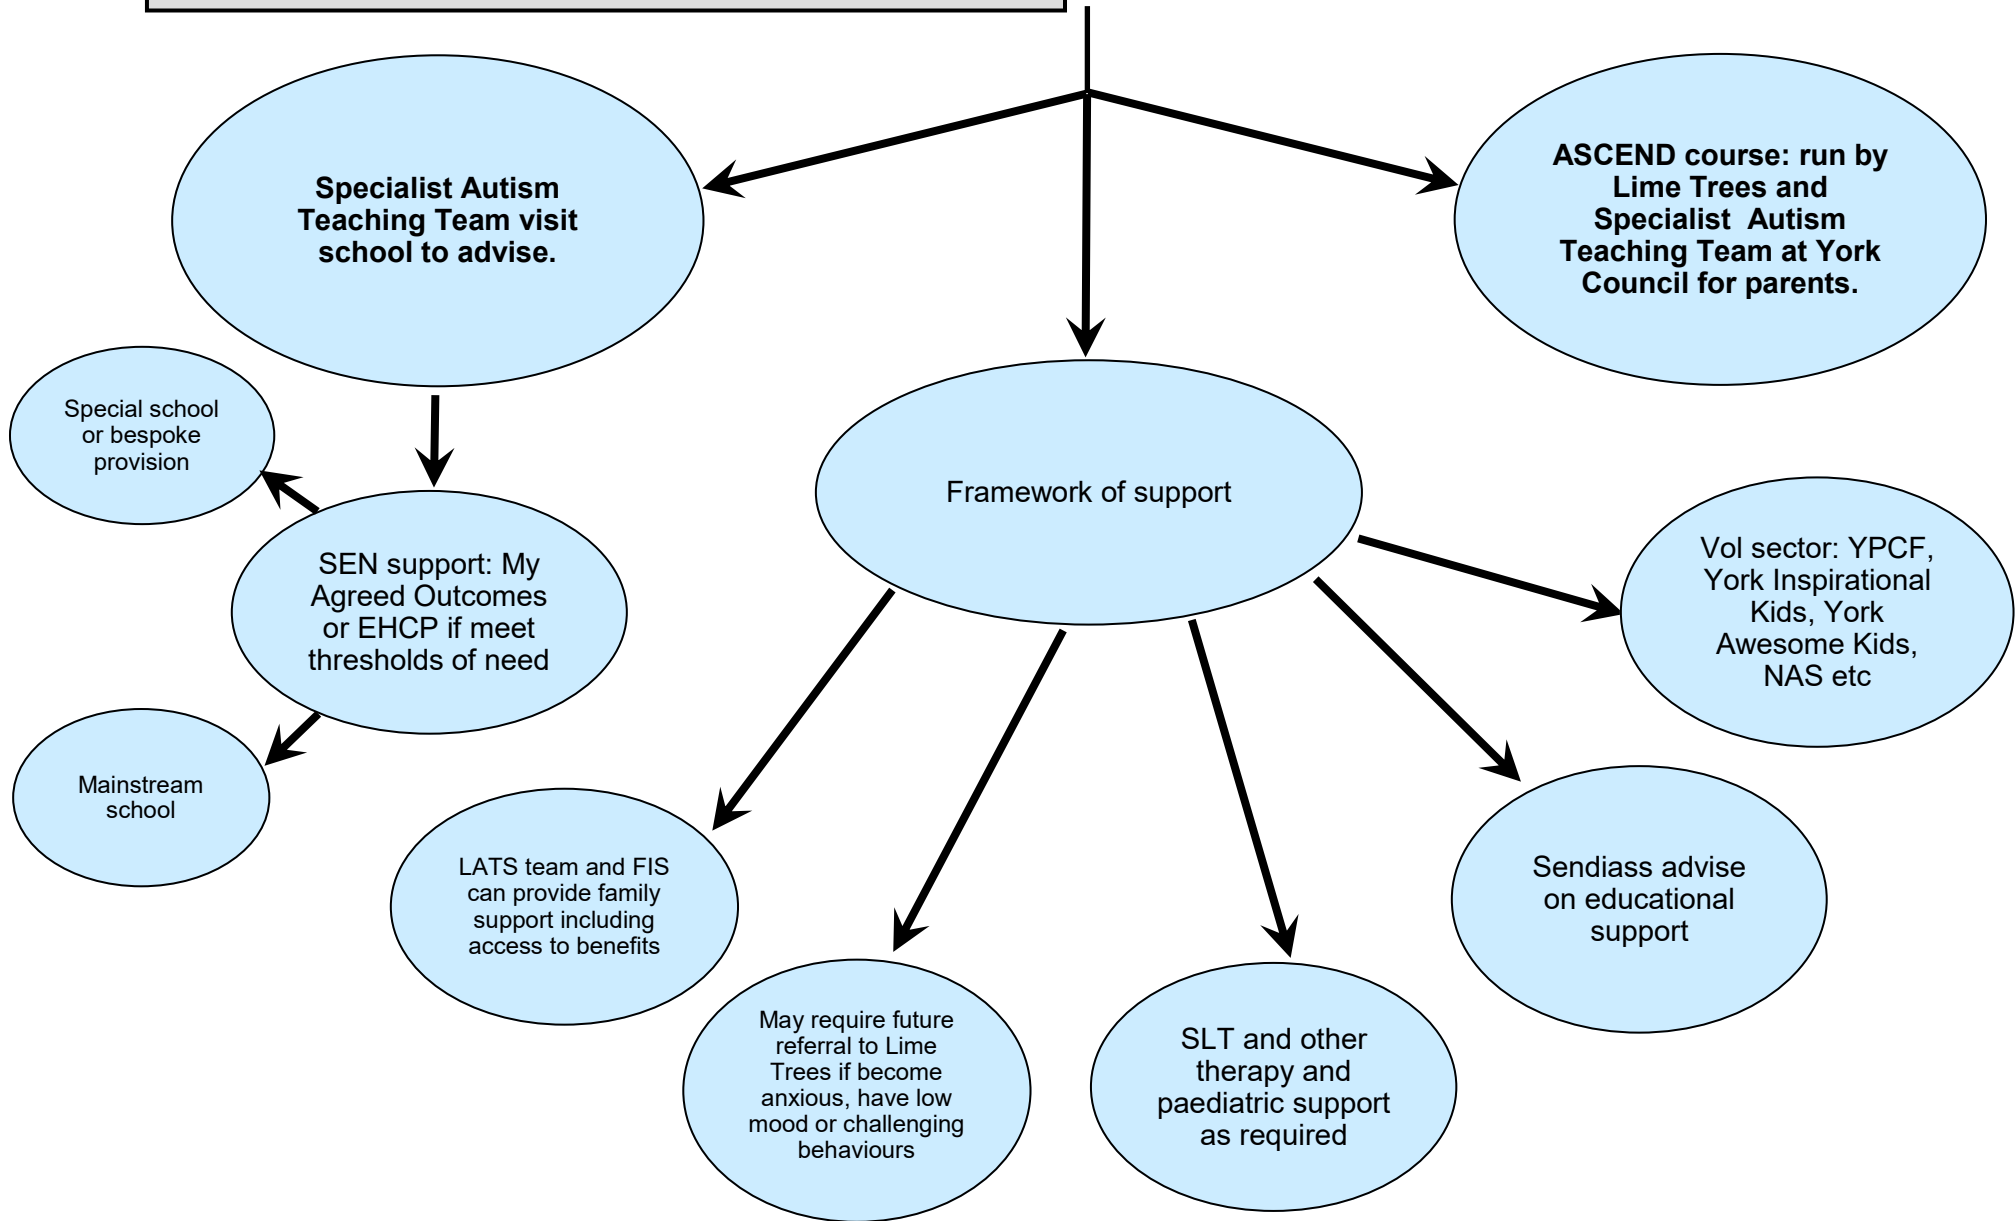 Specialist Autism
Teaching Team visit
school to advise.
ASCEND course: run by
Lime Trees and
Specialist  Autism
Teaching Team at York
Council for parents.
Special school
or bespoke
provision
Framework of support
SEN support: My
Agreed Outcomes
or EHCP if meet
thresholds of need
Vol sector: YPCF,
York Inspirational
Kids, York
Awesome Kids,
NAS etc
Mainstream
school
LATS team and FIS
can provide family
support including
access to benefits
Sendiass advise
on educational
support
May require future
referral to Lime
Trees if become
anxious, have low
mood or challenging
behaviours
SLT and other
therapy and
paediatric support
as required